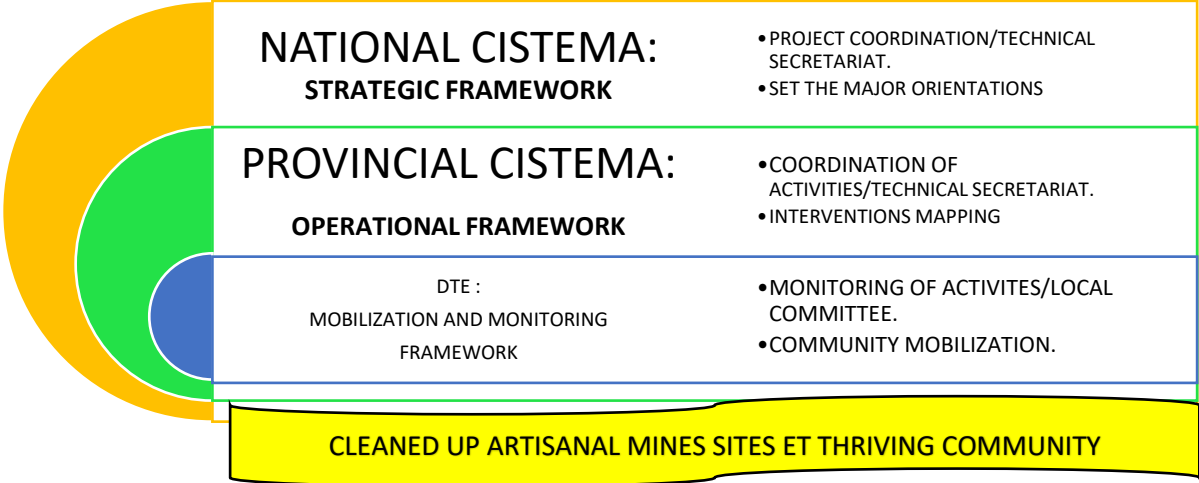 NATIONAL CISTEMA:
STRATEGIC FRAMEWORK
•PROJECT COORDINATION/TECHNICAL
SECRETARIAT.
•SET THE MAJOR ORIENTATIONS
PROVINCIAL CISTEMA:
OPERATIONAL FRAMEWORK
•COORDINATION OF
ACTIVITIES/TECHNICAL SECRETARIAT.
•INTERVENTIONS MAPPING
DTE :
MOBILIZATION AND MONITORING
FRAMEWORK
•MONITORING OF ACTIVITES/LOCAL
COMMITTEE.
•COMMUNITY MOBILIZATION.
CLEANED UP ARTISANAL MINES SITES ET THRIVING COMMUNITY